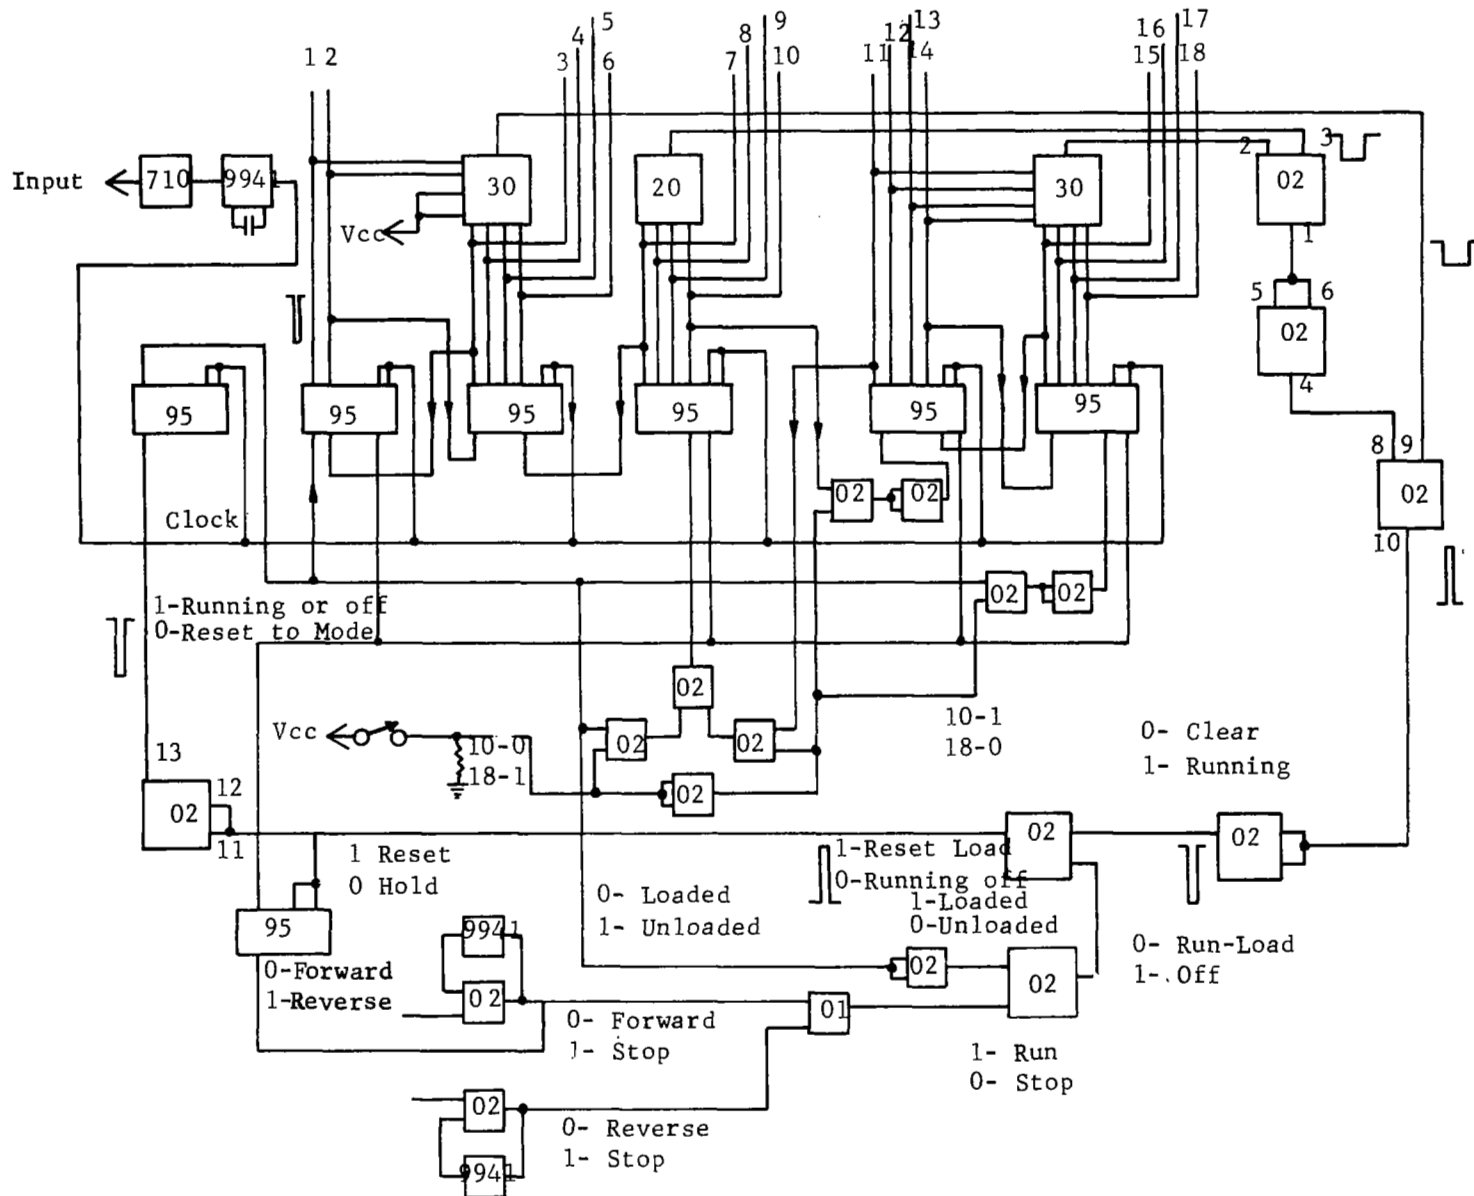 1 2
3
4
5
6
7
8
9
10
11
12
13
14
15
16
17
18
Input
710
9941
30
20
30
02
2
3
1
Vcc
5
6
02
4
95
95
95
95
95
95
8
9
02
10
02
02
Clock
02
02
1-Running or off
0-Reset to Mode
02
Vcc
10-0
18-1
02
02
02
10-1
18-0
0- Clear
1- Running
13
12
02
11
1 Reset
0 Hold
1-Reset Load
0-Running off
02
02
95
0-Forward
1-Reverse
9941
02
0- Loaded
1- Unloaded
1-Loaded
0-Unloaded
02
02
0- Run-Load
1- Off
0- Forward
1- Stop
01
1- Run
0- Stop
02
0- Reverse
1- Stop
9941